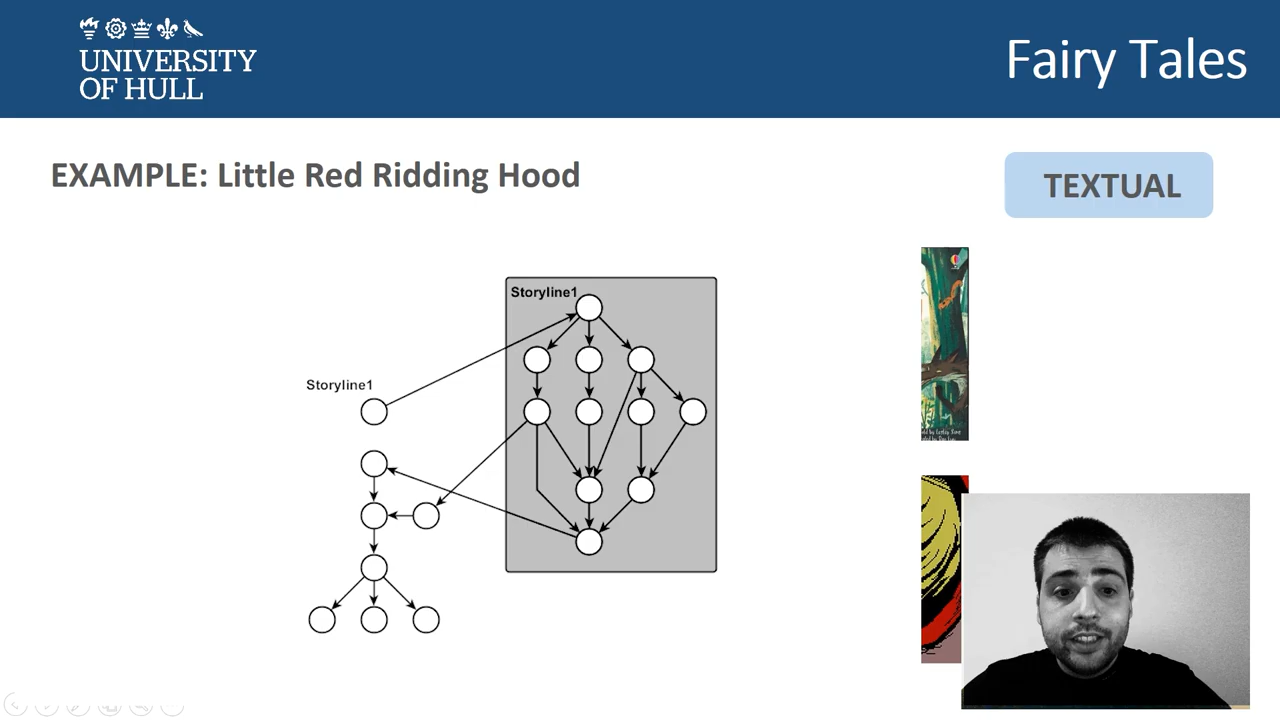 UNIVERSITY
OF HULL
Fairy Tales
EXAMPLE: Little Red Ridding Hood
TEXTUAL
Storyline1
Storyline1